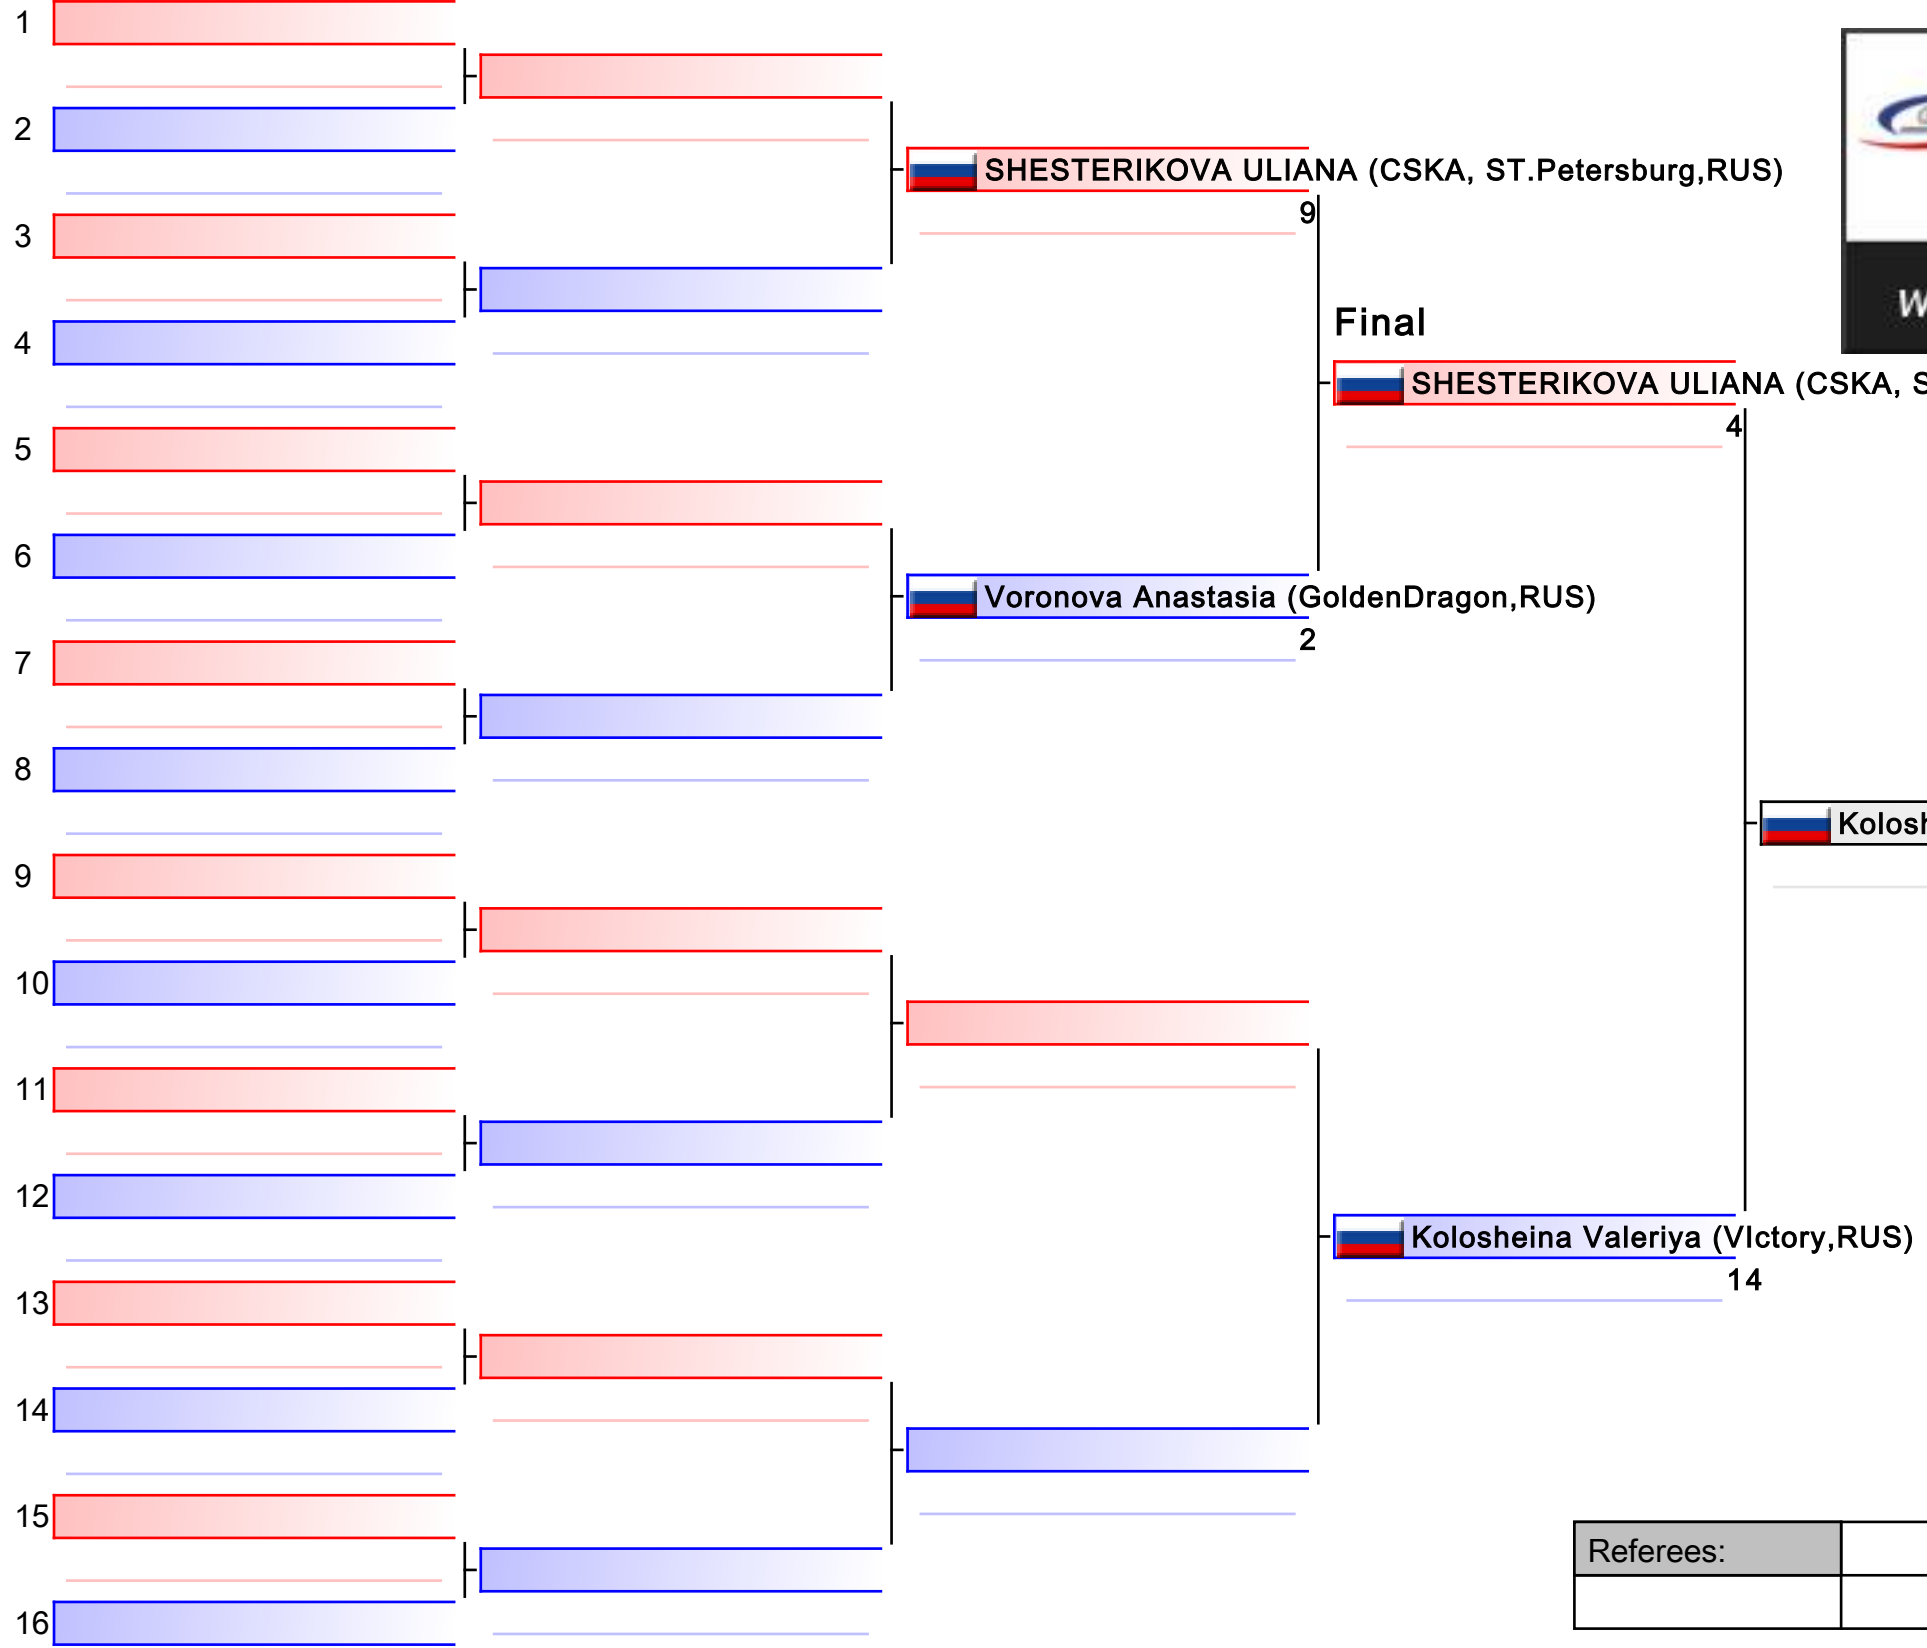 1
2
SHESTERIKOVA ULIANA (CSKA, ST.Petersburg,RUS)
9
3
W
Final
4
SHESTERIKOVA ULIANA (CSKA, S
4
5
6
Voronova Anastasia (GoldenDragon,RUS)
2
7
8
Kolosh
9
10
11
12
Kolosheina Valeriya (VIctory,RUS)
14
13
14
15
Referees:
16